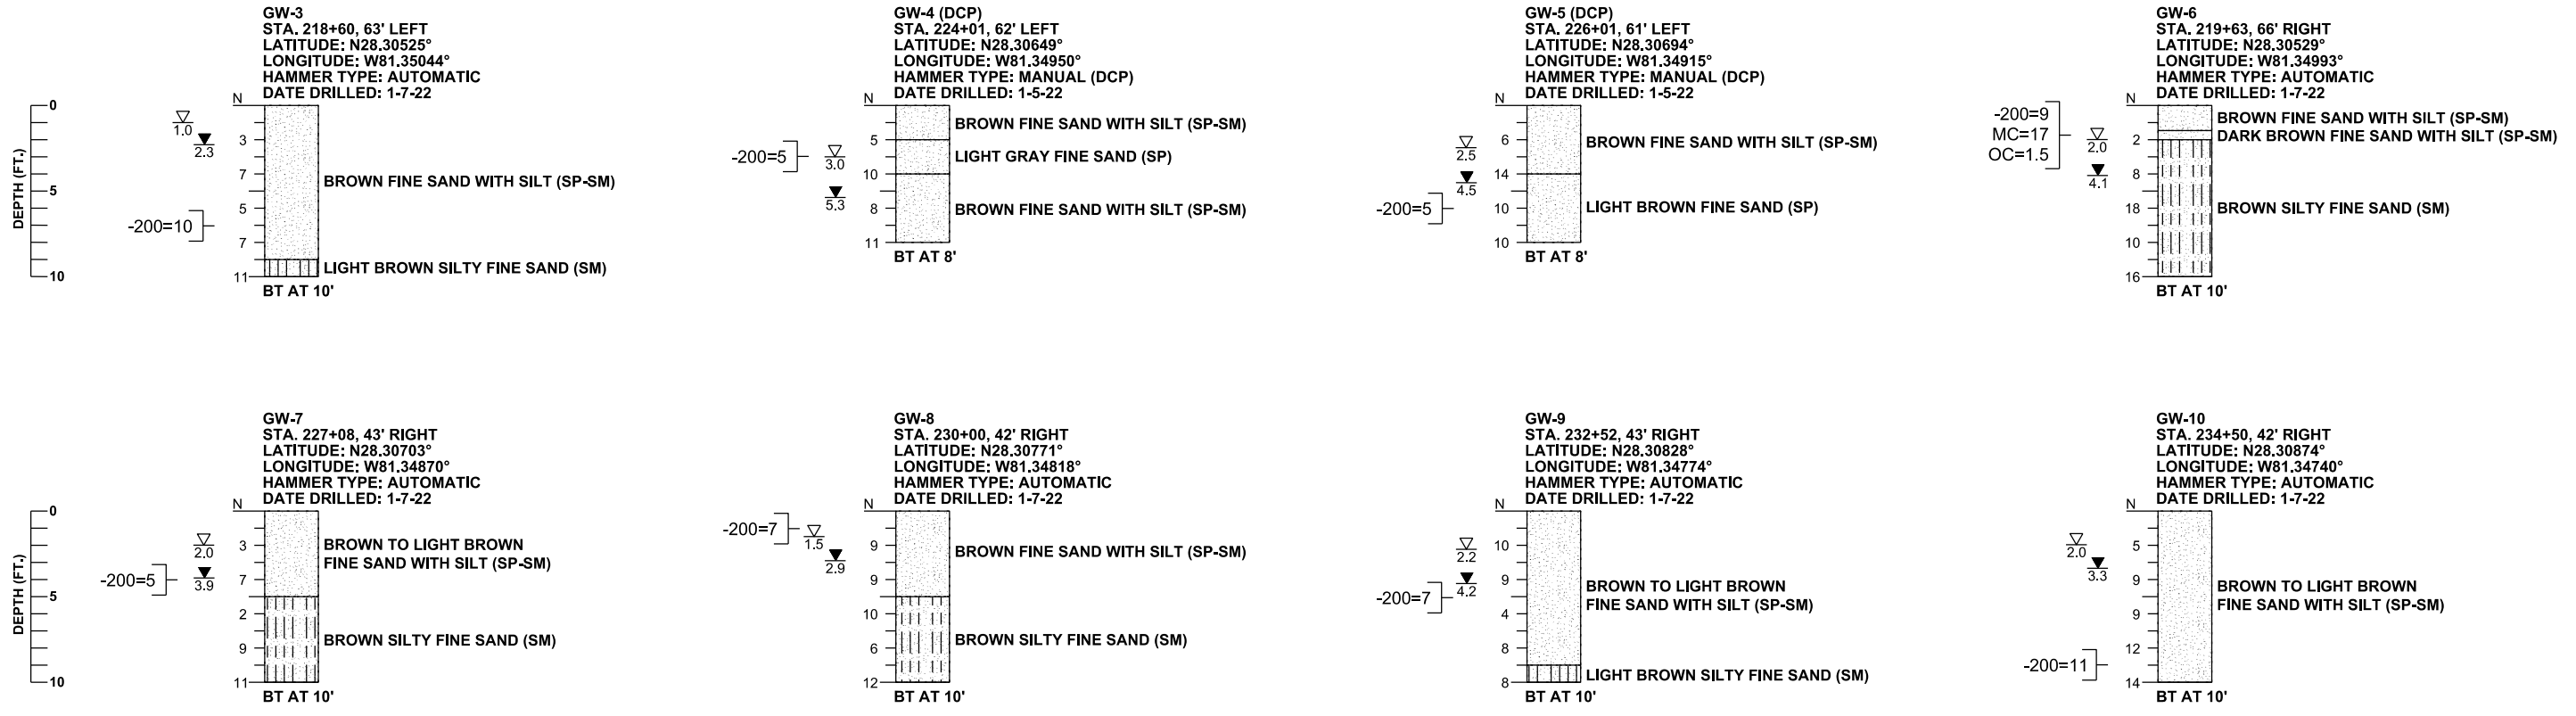 GW-3
STA. 218+60, 63' LEFT
LATITUDE: N28.30525°
LONGITUDE: W81.35044°
HAMMER TYPE: AUTOMATIC
DATE DRILLED: 1-7-22
N
DEPTH (FT.)
0
5
10
1.0
2.3
3
7
5
7
11
-200=10
BROWN FINE SAND WITH SILT (SP-SM)
LIGHT BROWN SILTY FINE SAND (SM)
BT AT 10'
GW-4 (DCP)
STA. 224+01, 62' LEFT
LATITUDE: N28.30649°
LONGITUDE: W81.34950°
HAMMER TYPE: MANUAL (DCP)
DATE DRILLED: 1-5-22
N
5
10
8
11
-200=5
3.0
5.3
BROWN FINE SAND WITH SILT (SP-SM)
LIGHT GRAY FINE SAND (SP)
BROWN FINE SAND WITH SILT (SP-SM)
BT AT 8'
GW-5 (DCP)
STA. 226+01, 61' LEFT
LATITUDE: N28.30694°
LONGITUDE: W81.34915°
HAMMER TYPE: MANUAL (DCP)
DATE DRILLED: 1-5-22
N
6
14
10
10
2.5
4.5
-200=5
BROWN FINE SAND WITH SILT (SP-SM)
LIGHT BROWN FINE SAND (SP)
BT AT 8'
GW-6
STA. 219+63, 66' RIGHT
LATITUDE: N28.30529°
LONGITUDE: W81.34993°
HAMMER TYPE: AUTOMATIC
DATE DRILLED: 1-7-22
N
2
8
18
10
16
-200=9
MC=17
OC=1.5
2.0
4.1
BROWN FINE SAND WITH SILT (SP-SM)
DARK BROWN FINE SAND WITH SILT (SP-SM)
BROWN SILTY FINE SAND (SM)
BT AT 10'
GW-7
STA. 227+08, 43' RIGHT
LATITUDE: N28.30703°
LONGITUDE: W81.34870°
HAMMER TYPE: AUTOMATIC
DATE DRILLED: 1-7-22
N
DEPTH (FT.)
0
5
10
3
7
2
9
11
2.0
3.9
-200=5
BROWN TO LIGHT BROWN
FINE SAND WITH SILT (SP-SM)
BROWN SILTY FINE SAND (SM)
BT AT 10'
GW-8
STA. 230+00, 42' RIGHT
LATITUDE: N28.30771°
LONGITUDE: W81.34818°
HAMMER TYPE: AUTOMATIC
DATE DRILLED: 1-7-22
N
9
9
10
6
12
-200=7
1.5
2.9
BROWN FINE SAND WITH SILT (SP-SM)
BROWN SILTY FINE SAND (SM)
BT AT 10'
GW-9
STA. 232+52, 43' RIGHT
LATITUDE: N28.30828°
LONGITUDE: W81.34774°
HAMMER TYPE: AUTOMATIC
DATE DRILLED: 1-7-22
N
10
9
4
8
8
2.2
4.2
-200=7
BROWN TO LIGHT BROWN
FINE SAND WITH SILT (SP-SM)
LIGHT BROWN SILTY FINE SAND (SM)
BT AT 10'
GW-10
STA. 234+50, 42' RIGHT
LATITUDE: N28.30874°
LONGITUDE: W81.34740°
HAMMER TYPE: AUTOMATIC
DATE DRILLED: 1-7-22
N
5
9
9
12
14
2.0
3.3
-200=11
BROWN TO LIGHT BROWN
FINE SAND WITH SILT (SP-SM)
BT AT 10'